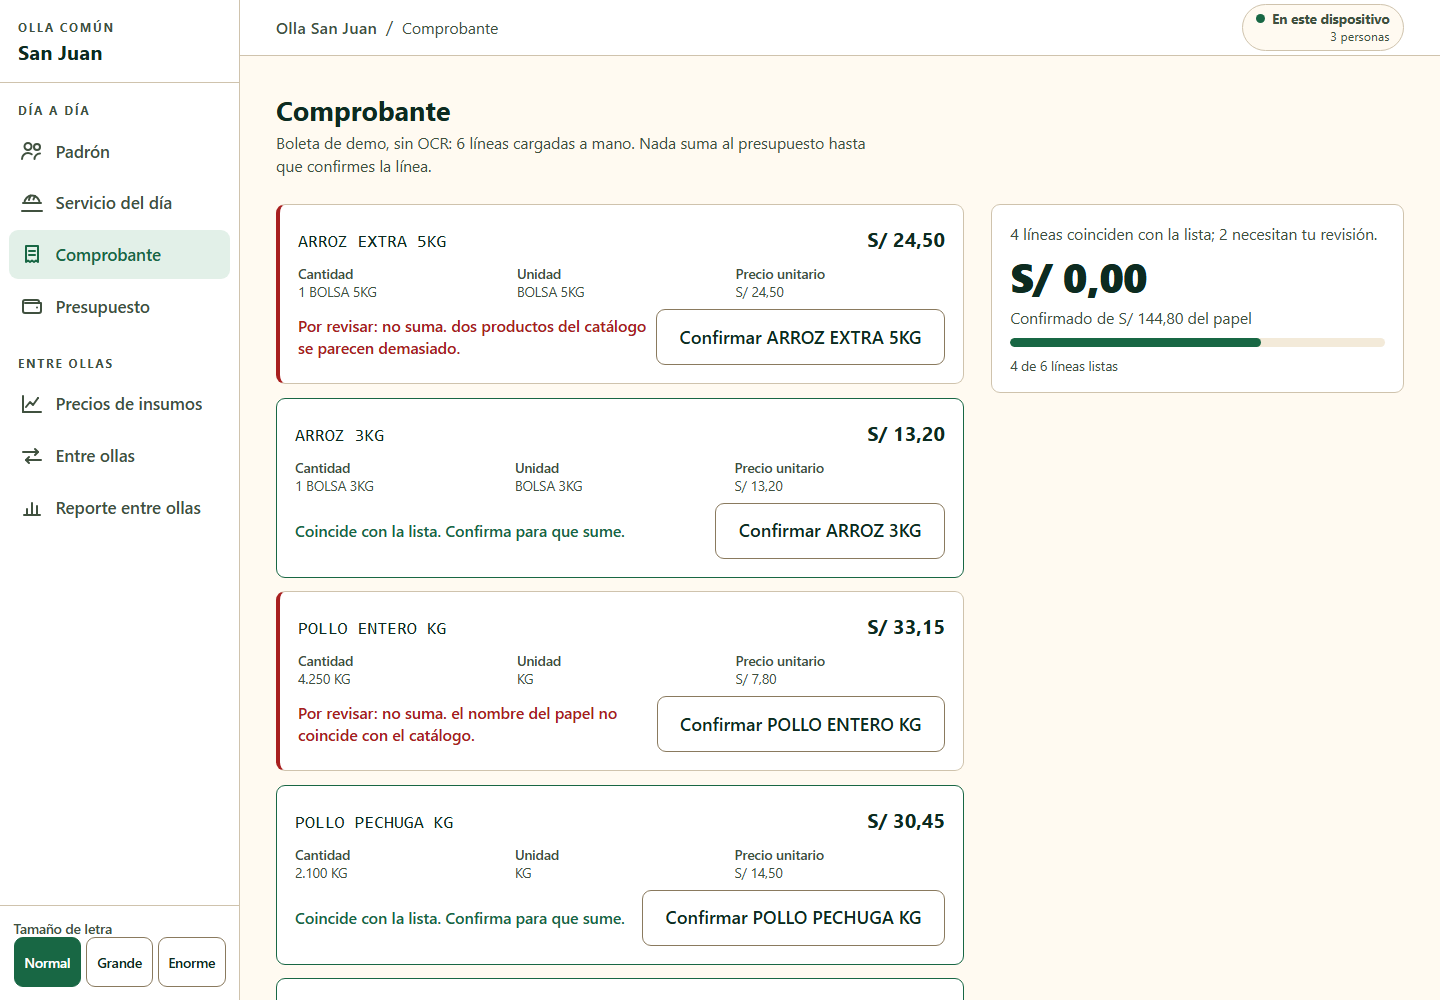 OLLA COMÚN
San Juan
DÍA A DÍA
Padrón
Servicio del día
Comprobante
Presupuesto
ENTRE OLLAS
Precios de insumos
Entre ollas
Reporte entre ollas
Tamaño de letra
Normal
Grande
Enorme
Olla San Juan / Comprobante
En este dispositivo
3 personas
Comprobante
Boleta de demo, sin OCR: 6 líneas cargadas a mano. Nada suma al presupuesto hasta
que confirmes la línea.
ARROZ EXTRA 5KG
S/ 24,50
Cantidad
Unidad
Precio unitario
1 BOLSA 5KG
BOLSA 5KG
S/ 24,50
Por revisar: no suma. dos productos del catálogo
se parecen demasiado.
Confirmar ARROZ EXTRA 5KG
ARROZ 3KG
S/ 13,20
Cantidad
Unidad
Precio unitario
1 BOLSA 3KG
BOLSA 3KG
S/ 13,20
Coincide con la lista. Confirma para que sume.
Confirmar ARROZ 3KG
POLLO ENTERO KG
S/ 33,15
Cantidad
Unidad
Precio unitario
4.250 KG
KG
S/ 7,80
Por revisar: no suma. el nombre del papel no
coincide con el catálogo.
Confirmar POLLO ENTERO KG
POLLO PECHUGA KG
S/ 30,45
Cantidad
Unidad
Precio unitario
2.100 KG
KG
S/ 14,50
Coincide con la lista. Confirma para que sume.
Confirmar POLLO PECHUGA KG
4 líneas coinciden con la lista; 2 necesitan tu revisión.
S/ 0,00
Confirmado de S/ 144,80 del papel
4 de 6 líneas listas